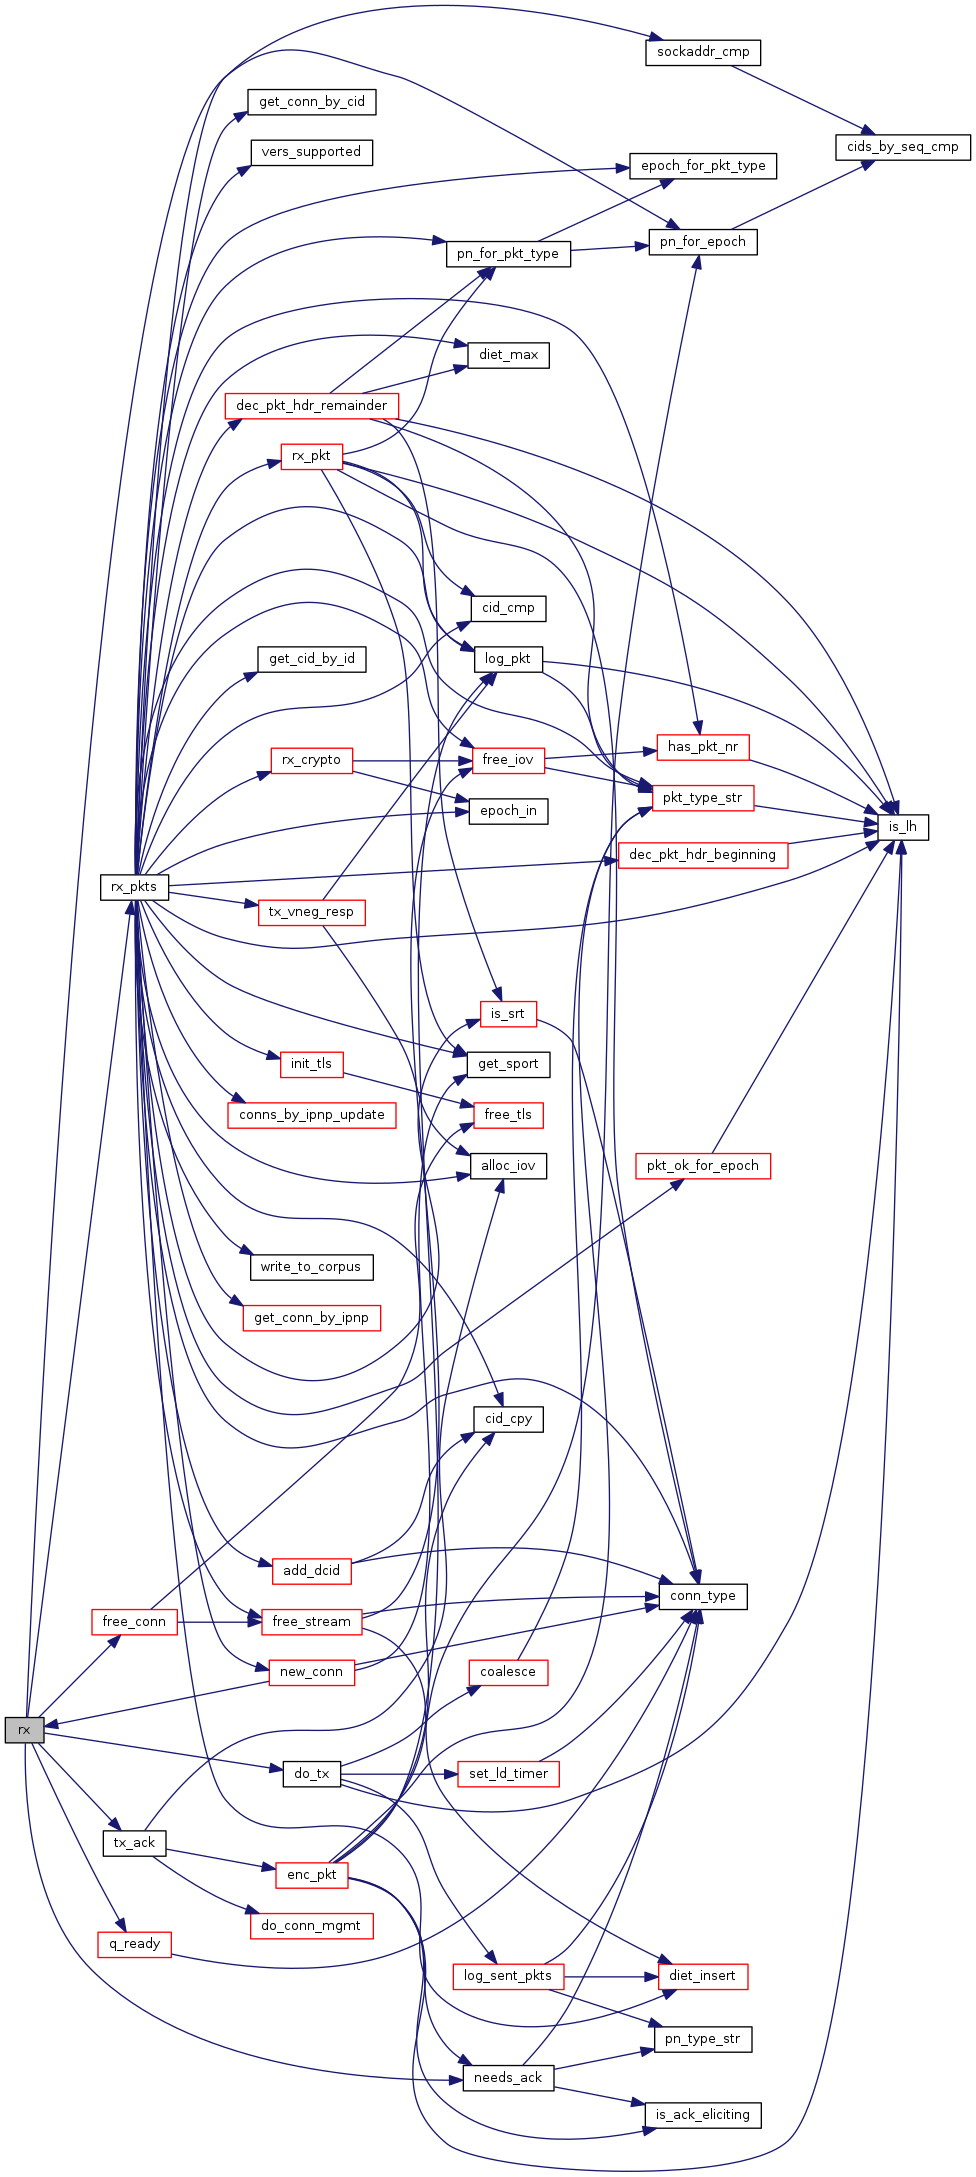 sockaddr_cmp
get_conn_by_cid
cids_by_seq_cmp
vers_supported
epoch_for_pkt_type
pn_for_epoch
pn_for_pkt_type
diet_max
dec_pkt_hdr_remainder
rx_pkt
cid_cmp
get_cid_by_id
log_pkt
has_pkt_nr
rx_crypto
free_iov
pkt_type_str
epoch_in
is_lh
dec_pkt_hdr_beginning
rx_pkts
tx_vneg_resp
is_srt
init_tls
get_sport
conns_by_ipnp_update
free_tls
alloc_iov
pkt_ok_for_epoch
write_to_corpus
get_conn_by_ipnp
cid_cpy
add_dcid
conn_type
free_conn
free_stream
new_conn
coalesce
rx
do_tx
set_ld_timer
tx_ack
enc_pkt
do_conn_mgmt
q_ready
log_sent_pkts
diet_insert
pn_type_str
needs_ack
is_ack_eliciting